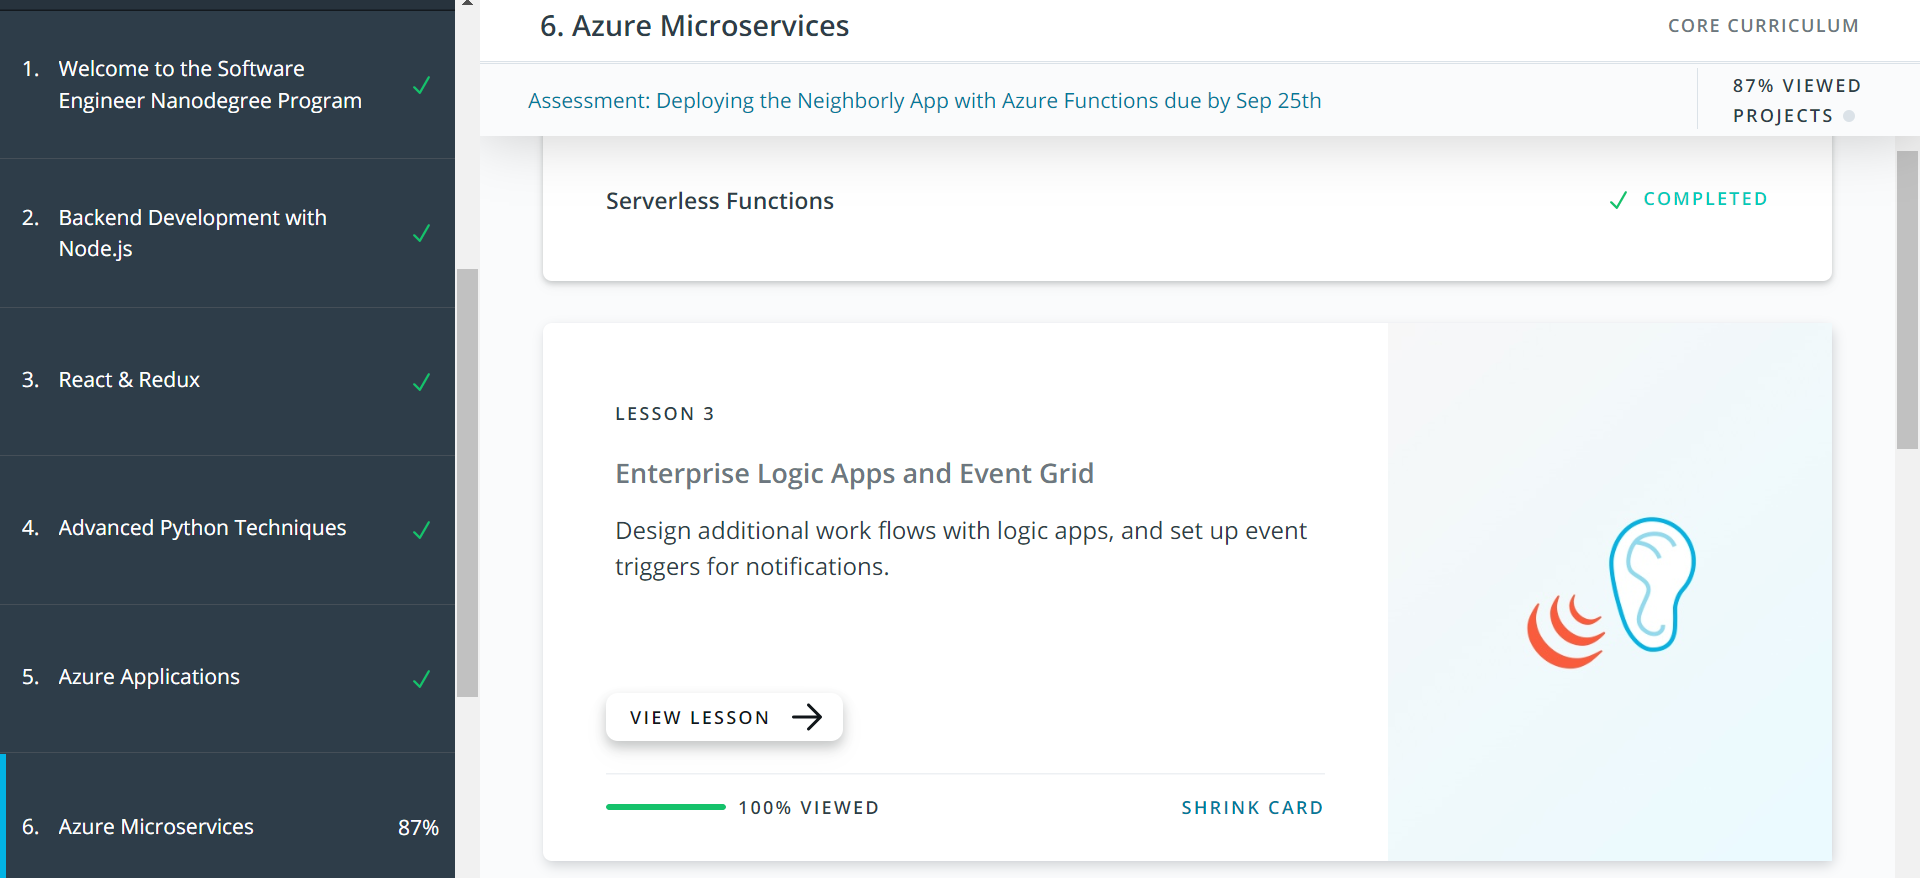 1. Welcome to the Software
Engineer Nanodegree Program
2. Backend Development with
Node.js
3. React & Redux
4. Advanced Python Techniques
5. Azure Applications
6. Azure Microservices 87%
6. Azure Microservices
CORE CURRICULUM
Assessment: Deploying the Neighborly App with Azure Functions due by Sep 25th
87% VIEWED
PROJECTS
Serverless Functions
COMPLETED
LESSON 3
Enterprise Logic Apps and Event Grid
Design additional work flows with logic apps, and set up event
triggers for notifications.
VIEW LESSON
100% VIEWED
SHRINK CARD